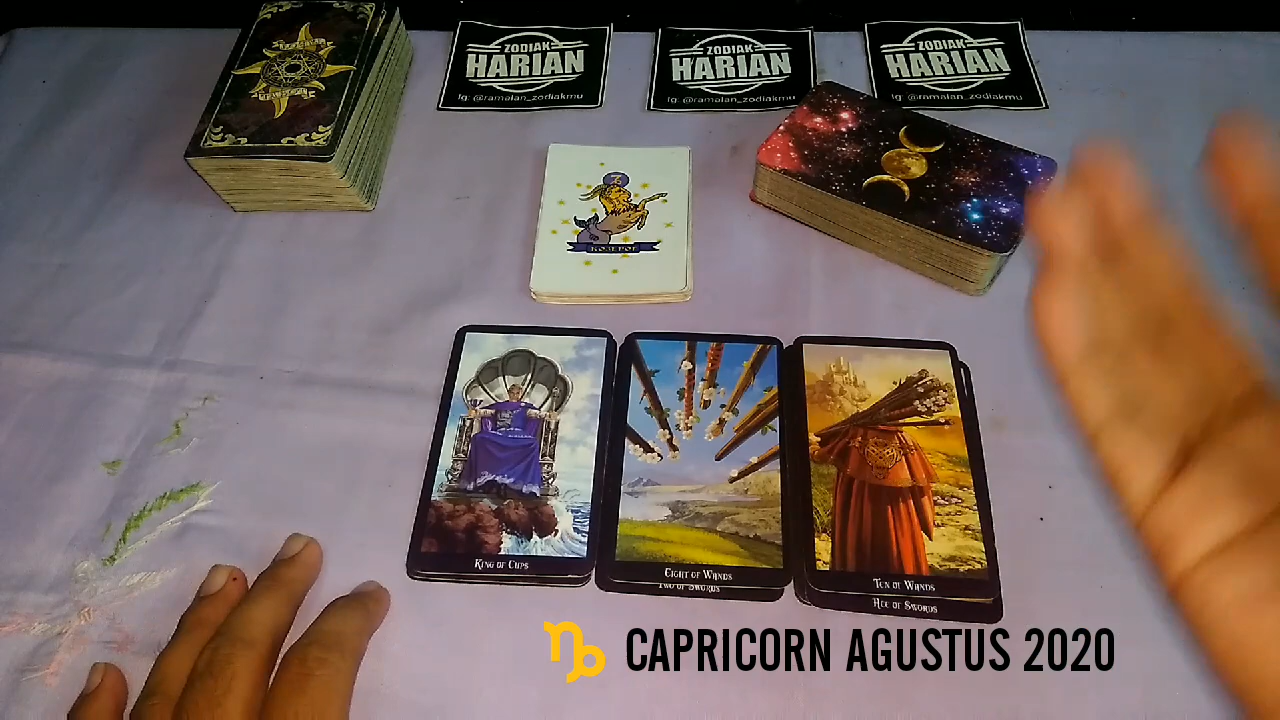 ZODIAK
HARIAN
Ig: @ramalan_zodiakmu
ZODIAK
HARIAN
Ig: @ramalan_zodiakmu
ZODIAK
HARIAN
Ig: @ramalan_zodiakmu
TAROT
KING OF CUPS
EIGHT OF WANDS
TWO OF SWORDS
TEN OF WANDS
ACE OF SWORDS
CAPRICORN AGUSTUS 2020